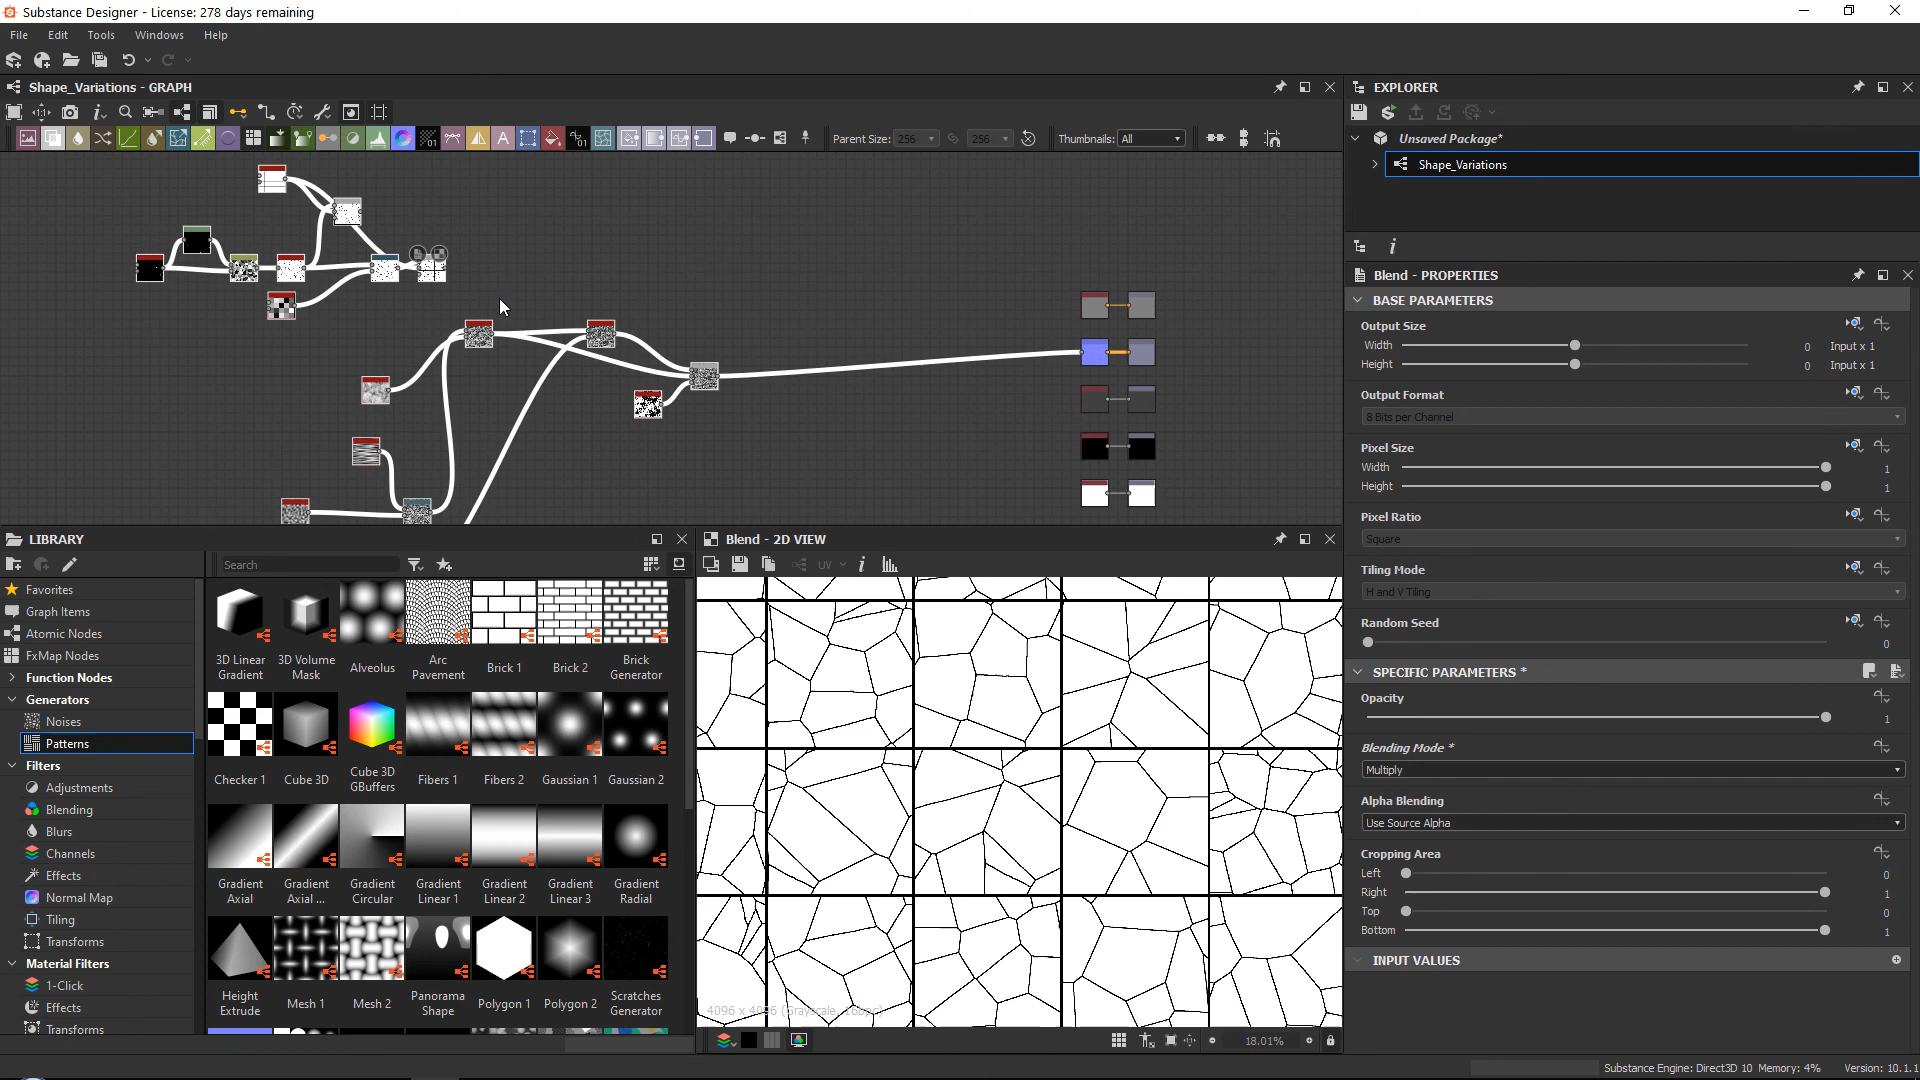 Substance Designer - License: 278 days remaining
File Edit Tools Windows Help
Shape_Variations - GRAPH
Parent Size: 256 256 Thumbnails: All
LIBRARY
Search
Favorites
Graph Items
Atomic Nodes
FxMap Nodes
Function Nodes
Generators
Noises
Patterns
Filters
Adjustments
Blending
Blurs
Channels
Effects
Normal Map
Tiling
Transforms
Material Filters
1-Click
Effects
Transforms
3D Linear Gradient
3D Volume Mask
Alveolus
Arc Pavement
Brick 1
Brick 2
Brick Generator
Checker 1
Cube 3D
Cube 3D GBuffers
Fibers 1
Fibers 2
Gaussian 1
Gaussian 2
Gradient Axial
Gradient Axial ...
Gradient Circular
Gradient Linear 1
Gradient Linear 2
Gradient Linear 3
Gradient Radial
Height Extrude
Mesh 1
Mesh 2
Panorama Shape
Polygon 1
Polygon 2
Scratches Generator
Blend - 2D VIEW
UV
4096 x 4096 (Grayscale, 16bpc)
18.01%
EXPLORER
Unsaved Package*
Shape_Variations
Blend - PROPERTIES
BASE PARAMETERS
Output Size
Width 0 Input x 1
Height 0 Input x 1
Output Format
8 Bits per Channel
Pixel Size
Width 1
Height 1
Pixel Ratio
Square
Tiling Mode
H and V Tiling
Random Seed
0
SPECIFIC PARAMETERS *
Opacity
1
Blending Mode *
Multiply
Alpha Blending
Use Source Alpha
Cropping Area
Left 0
Right 1
Top 0
Bottom 1
INPUT VALUES
Substance Engine: Direct3D 10 Memory: 4% Version: 10.1.1